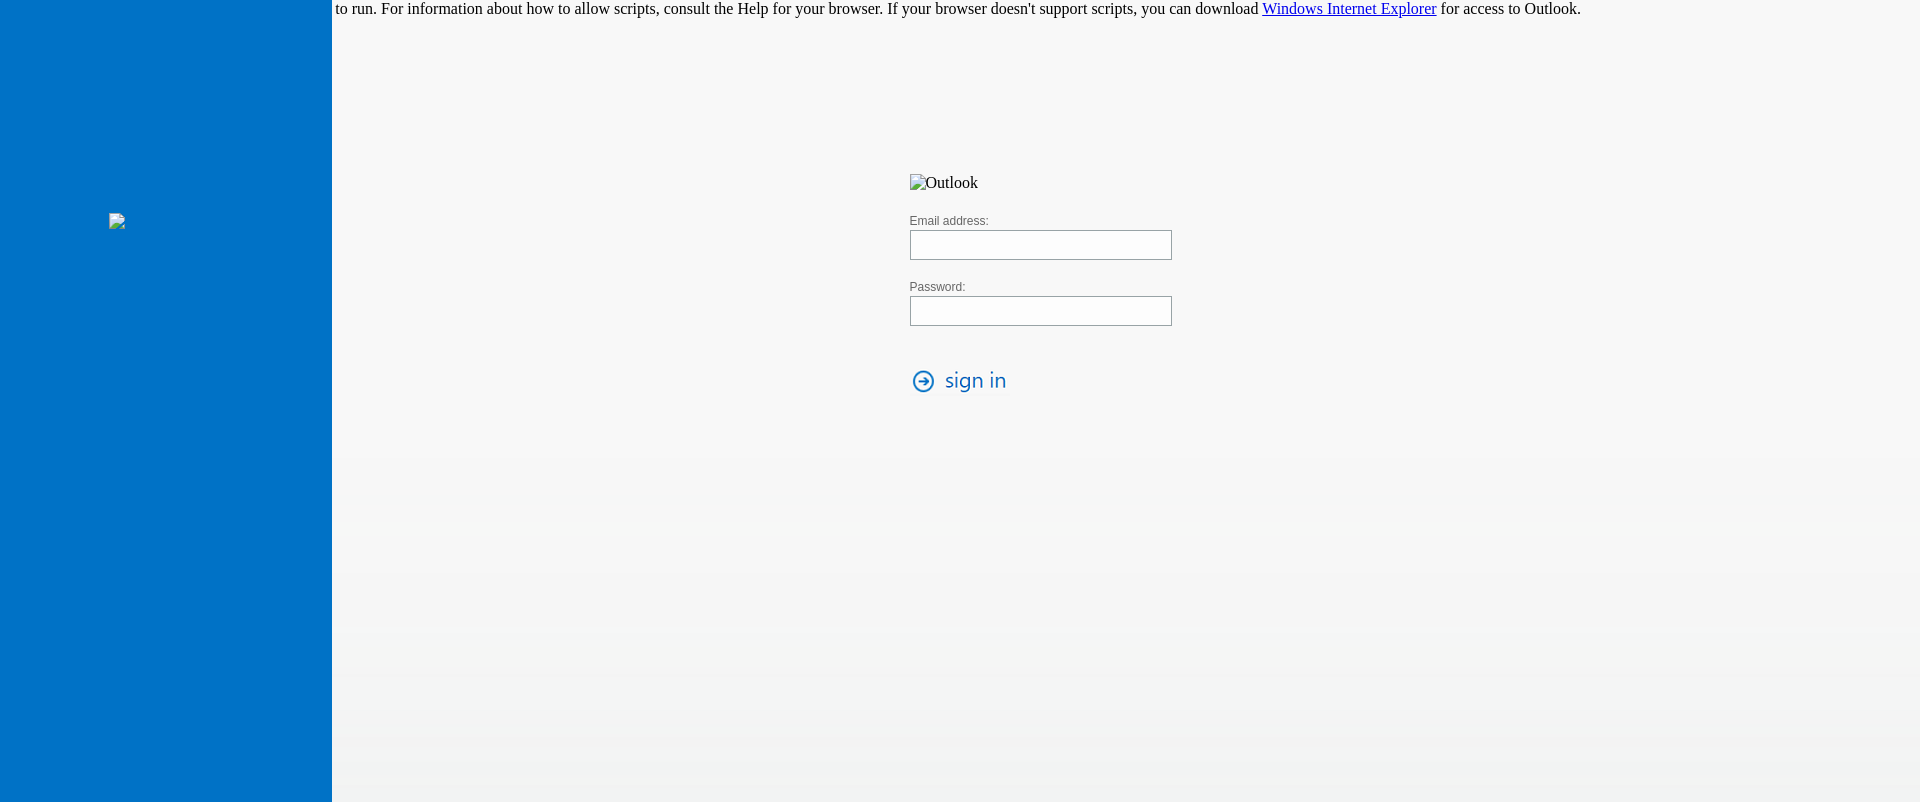 to run. For information about how to allow scripts, consult the Help for your browser. If your browser doesn't support scripts, you can download Windows Internet Explorer for access to Outlook.
Outlook
Email address:
Password:
sign in